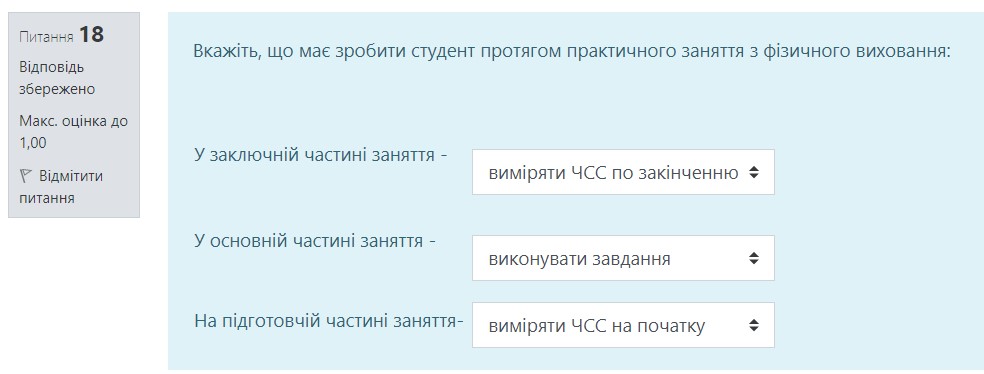 Питання 18
Відповідь
збережено
Макс. оцінка до
1,00
Відмітити
питання
Вкажіть, що має зробити студент протягом практичного заняття з фізичного виховання:
У заключній частині заняття -
виміряти ЧСС по закінченню
У основній частині заняття -
виконувати завдання
На підготовчій частині заняття-
виміряти ЧСС на початку